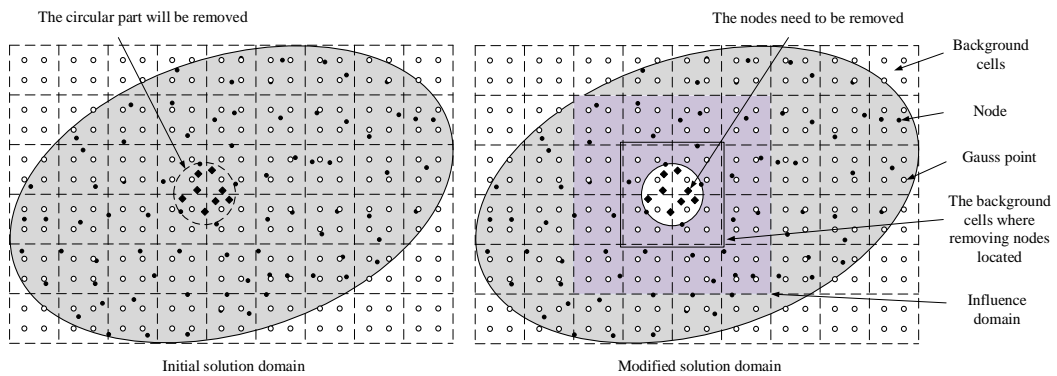 The circular part will be removed
The nodes need to be removed
Background
cells
Node
Gauss point
The background
cells where
removing nodes
located
Influence
domain
Initial solution domain
Modified solution domain